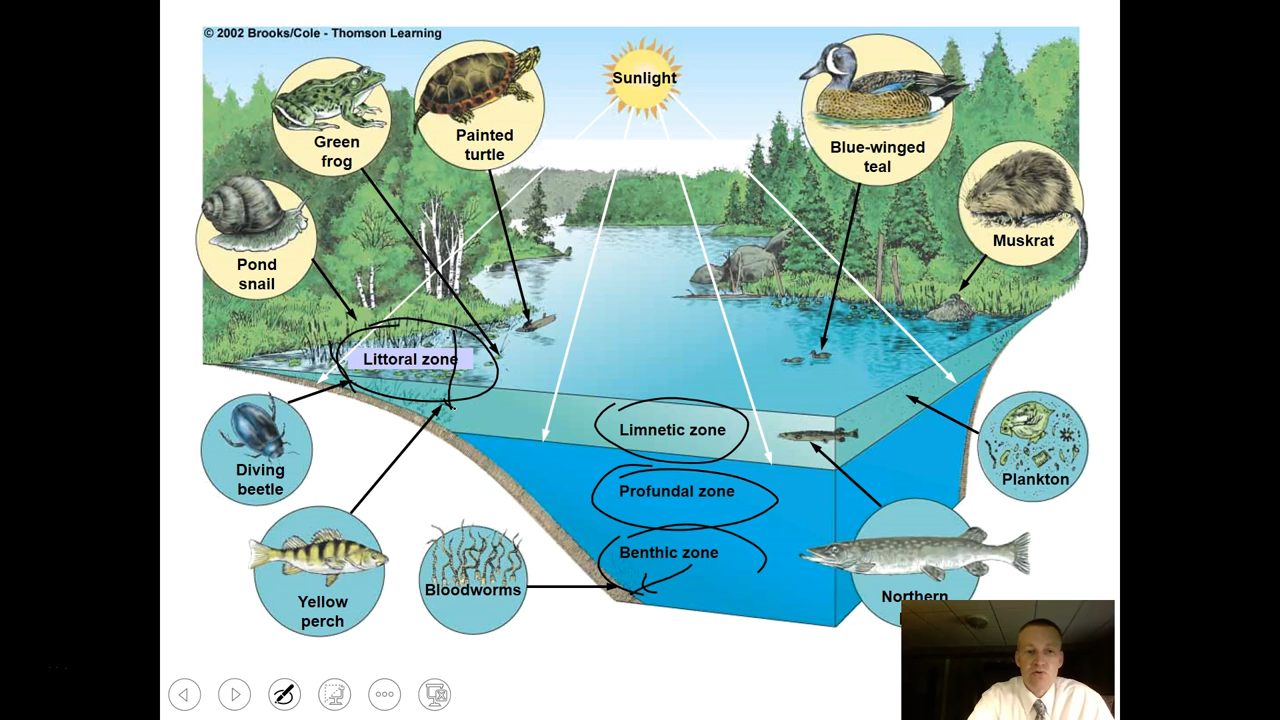 © 2002 Brooks/Cole - Thomson Learning
Sunlight
Green
frog
Painted
turtle
Blue-winged
teal
Muskrat
Pond
snail
Littoral zone
Limnetic zone
Profundal zone
Benthic zone
Diving
beetle
Plankton
Yellow
perch
Bloodworms
Northern